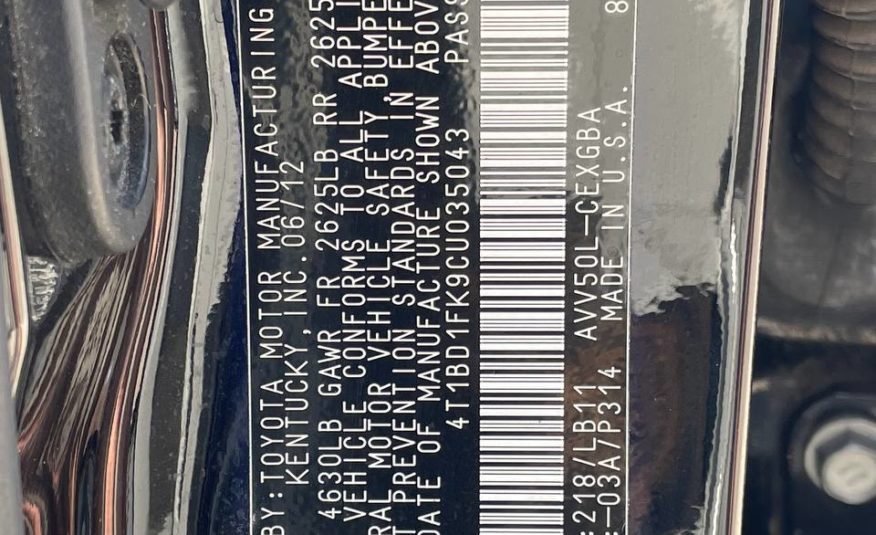 BY:TOYOTA MOTOR MANUFACTURING
KENTUCKY,INC.06/12
4630LB GAWR FR 2625LB RR 2625
VEHICLE CONFORMS TO ALL APPLI
RAL MOTOR VEHICLE SAFETY, BUMPE
T PREVENTION STANDARDS IN EFFE
DATE OF MANUFACTURE SHOWN ABOV
4T1BD1FK9CU035043 PASS
:218/LB11 AVV50L-CEXGBA
:-03A/P314 MADE IN U.S.A. 8